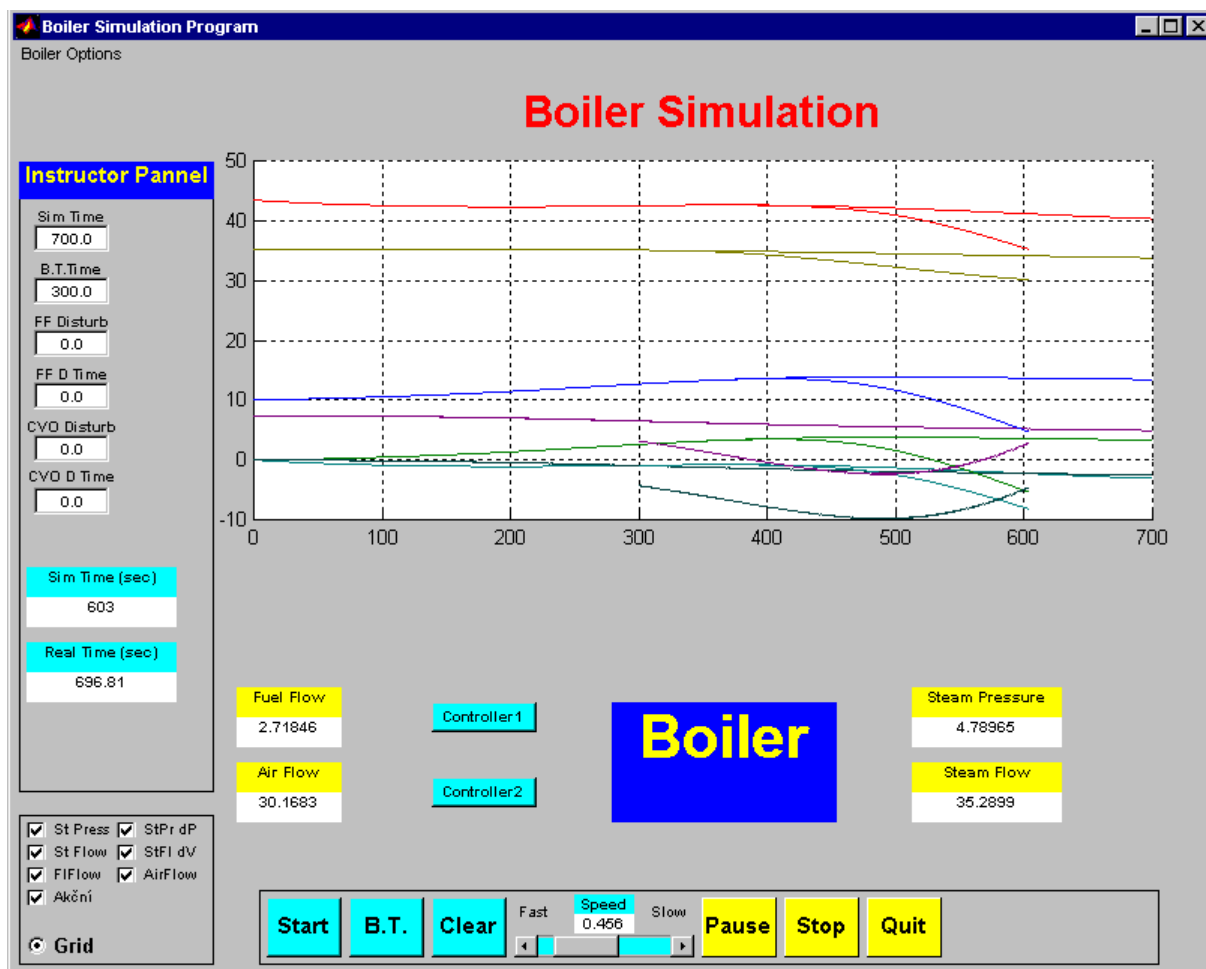 Boiler Simulation Program
Boiler Options
Boiler Simulation
Instructor Pannel
Sim Time
700.0
B.T.Time
300.0
FF Disturb
0.0
FF D Time
0.0
CVO Disturb
0.0
CVO D Time
0.0
Sim Time (sec)
603
Real Time (sec)
696.81
50
40
30
20
10
0
-10
0 100 200 300 400 500 600 700
Fuel Flow
2.71846
Air Flow
30.1683
Controller1
Controller2
Boiler
Steam Pressure
4.78965
Steam Flow
35.2899
St Press StPr dP
St Flow StFl dV
FlFlow AirFlow
Akční
Grid
Start B.T. Clear Fast Speed Slow Pause Stop Quit
0.456